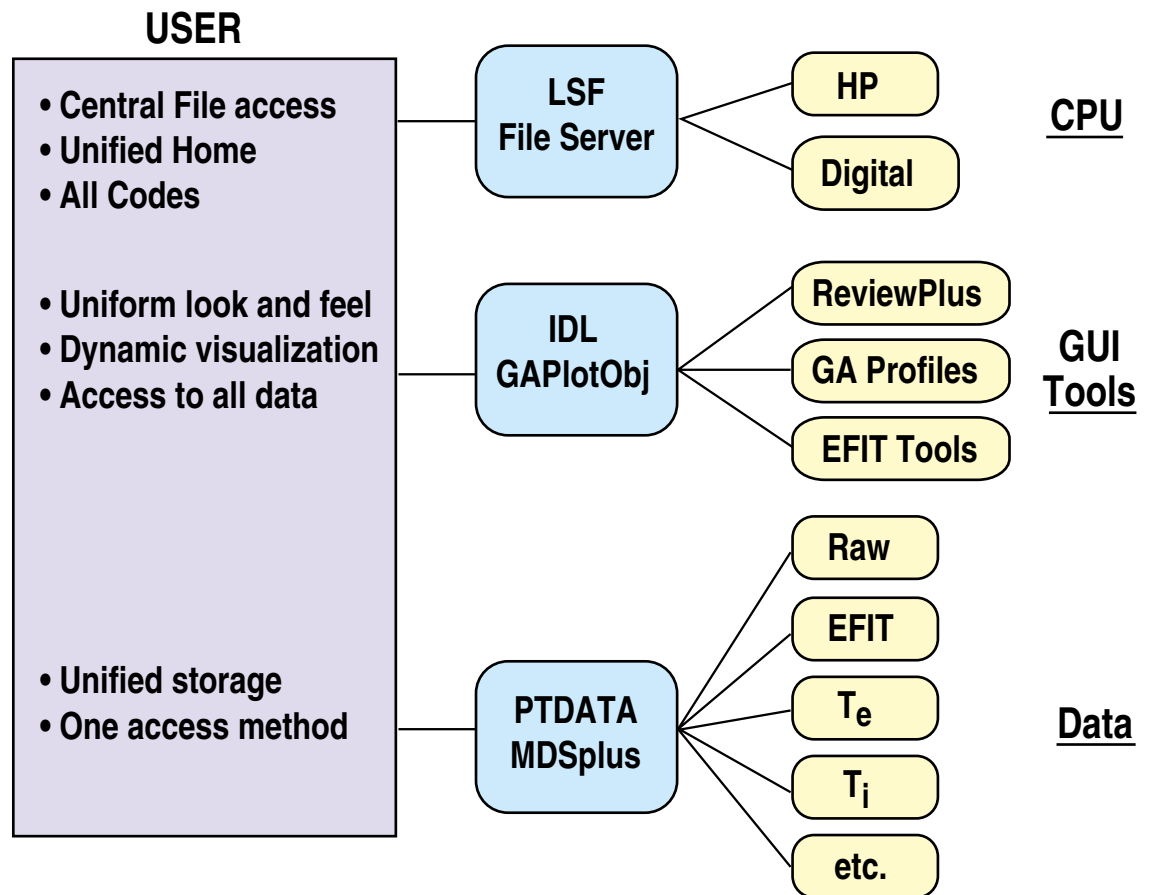 USER
• Central File access
• Unified Home
• All Codes
• Uniform look and feel
• Dynamic visualization
• Access to all data
• Unified storage
• One access method
LSF
File Server
HP
Digital
CPU
IDL
GAPlotObj
ReviewPlus
GA Profiles
EFIT Tools
GUI
Tools
PTDATA
MDSplus
Raw
EFIT
Te
Ti
etc.
Data